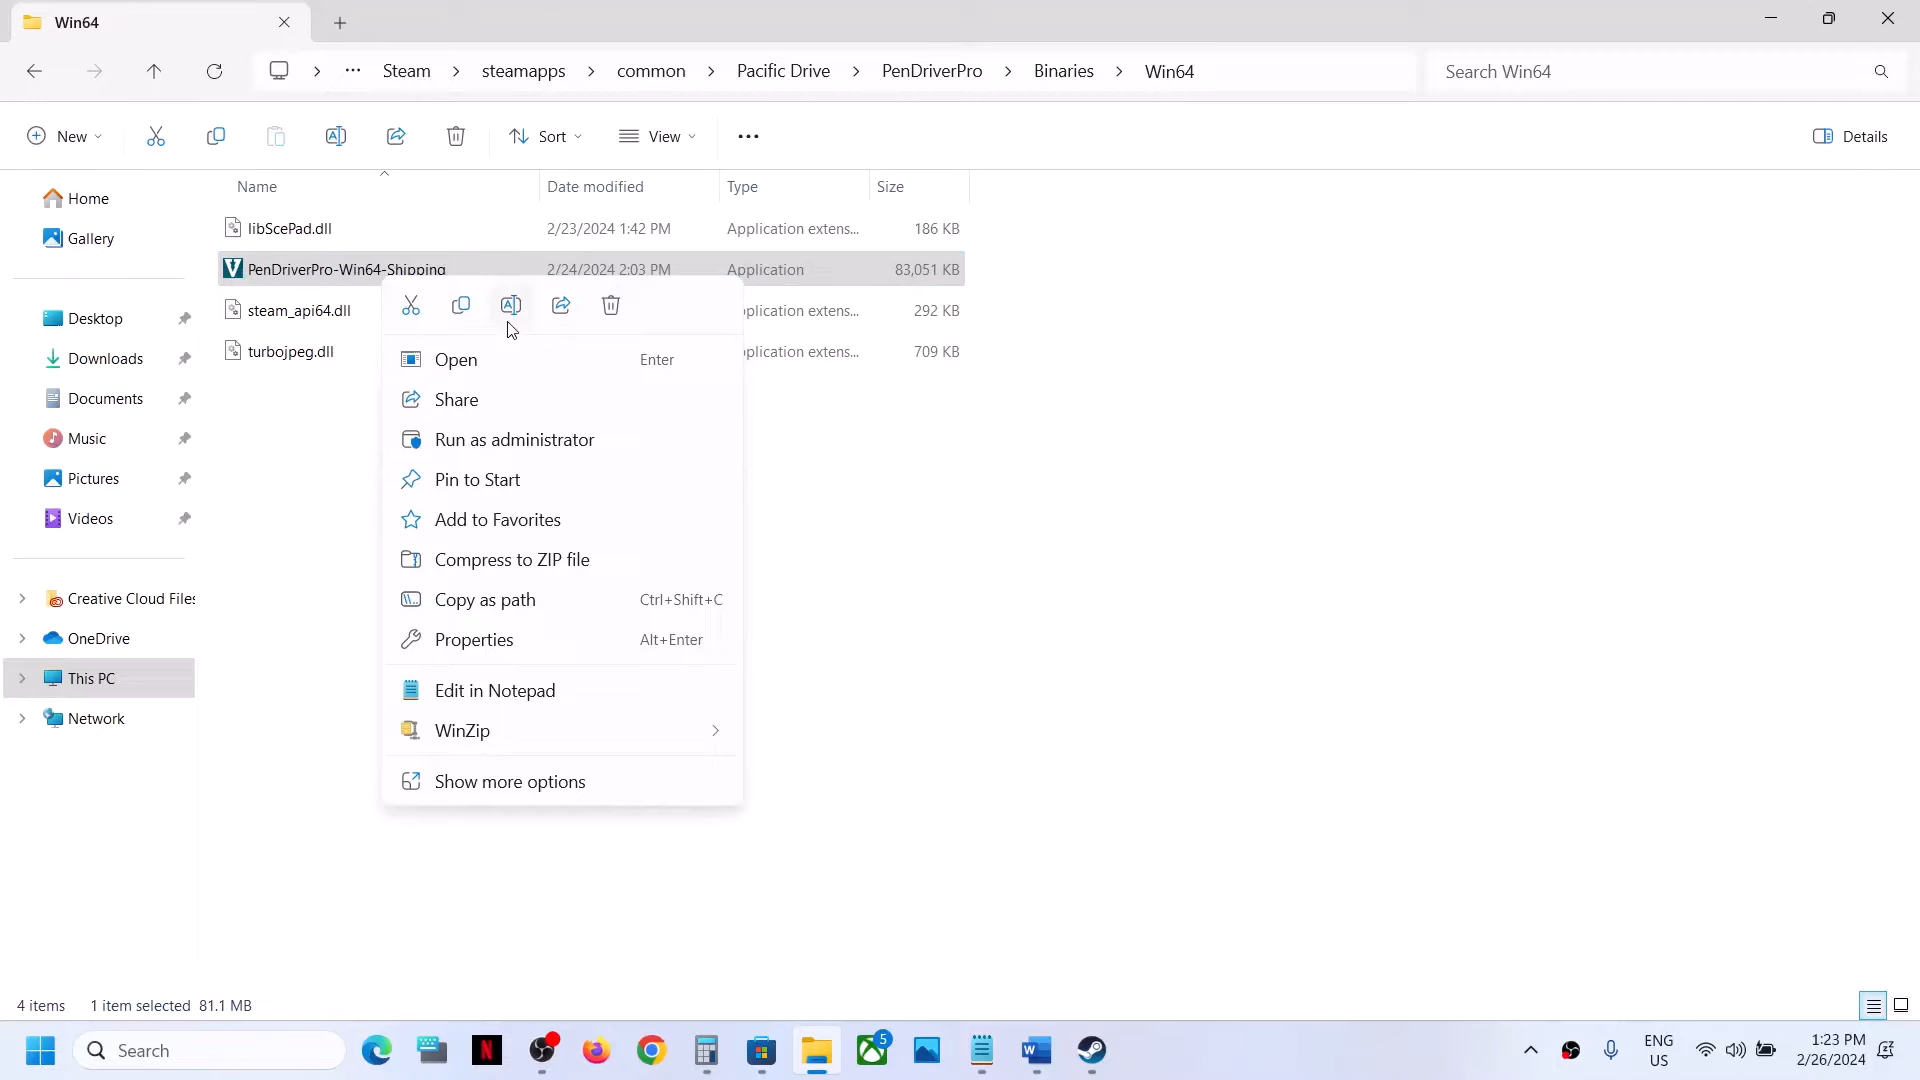 Win64
Steam > steamapps > common > Pacific Drive > PenDriverPro > Binaries > Win64
Search Win64
New
Sort
View
Details
Name Date modified Type Size
Home
Gallery
Desktop
Downloads
Documents
Music
Pictures
Videos
Creative Cloud Files
OneDrive
This PC
Network
libScePad.dll 2/23/2024 1:42 PM Application extens... 186 KB
PenDriverPro-Win64-Shipping 2/24/2024 2:03 PM Application 83,051 KB
steam_api64.dll plication extens... 292 KB
turbojpeg.dll plication extens... 709 KB
Open Enter
Share
Run as administrator
Pin to Start
Add to Favorites
Compress to ZIP file
Copy as path Ctrl+Shift+C
Properties Alt+Enter
Edit in Notepad
WinZip
Show more options
4 items 1 item selected 81.1 MB
Search
N
5
W
ENG
US
1:23 PM
2/26/2024